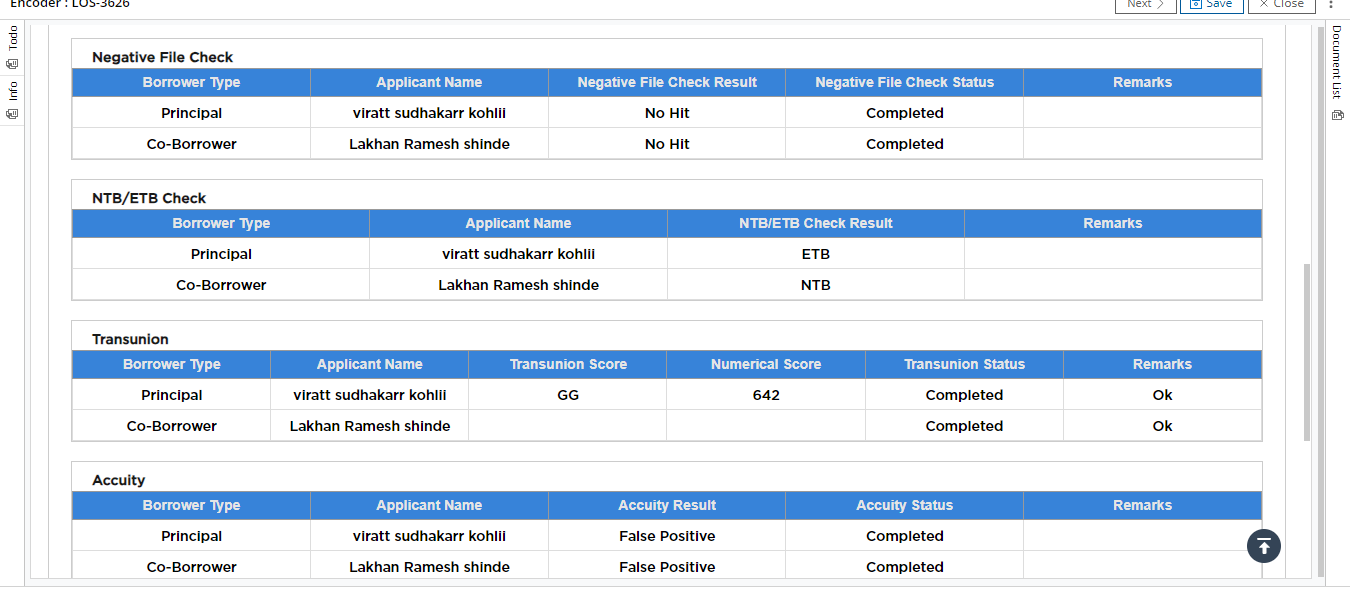 Encoder : LOS-3626
Next Save Close
Todo
Info
Document List
Negative File Check
Borrower Type Applicant Name Negative File Check Result Negative File Check Status Remarks
Principal viratt sudhakarr kohlii No Hit Completed
Co-Borrower Lakhan Ramesh shinde No Hit Completed
NTB/ETB Check
Borrower Type Applicant Name NTB/ETB Check Result Remarks
Principal viratt sudhakarr kohlii ETB
Co-Borrower Lakhan Ramesh shinde NTB
Transunion
Borrower Type Applicant Name Transunion Score Numerical Score Transunion Status Remarks
Principal viratt sudhakarr kohlii GG 642 Completed Ok
Co-Borrower Lakhan Ramesh shinde Completed Ok
Accuity
Borrower Type Applicant Name Accuity Result Accuity Status Remarks
Principal viratt sudhakarr kohlii False Positive Completed
Co-Borrower Lakhan Ramesh shinde False Positive Completed